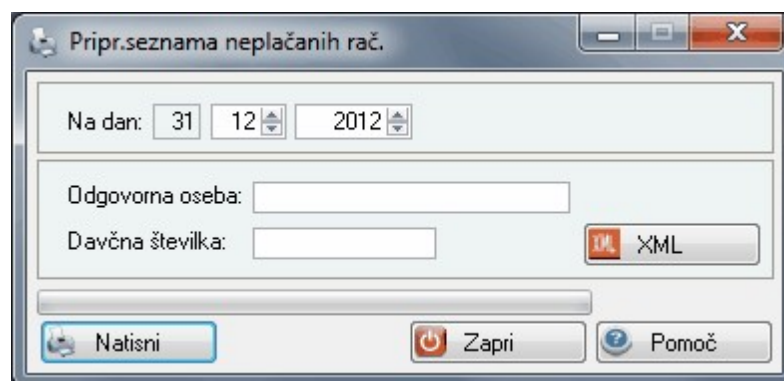 Pripr.seznama neplačanih rač.
Na dan: 31 12 2012
Odgovorna oseba:
Davčna številka:
XML
Natisni Zapri Pomoč